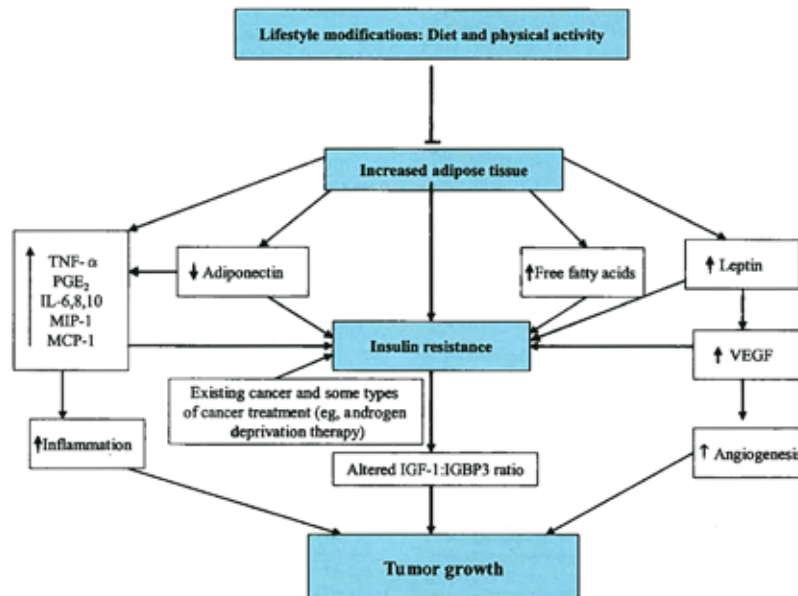 Lifestyle modifications: Diet and physical activity
Increased adipose tissue
↑ TNF- α
PGE₂
IL-6,8,10
MIP-1
MCP-1
↓ Adiponectin
↑Free fatty acids
↑ Leptin
Insulin resistance
↑ VEGF
Existing cancer and some types
of cancer treatment (eg, androgen
deprivation therapy)
↑Inflammation
Altered IGF-1:IGBP3 ratio
↑ Angiogenesis
Tumor growth